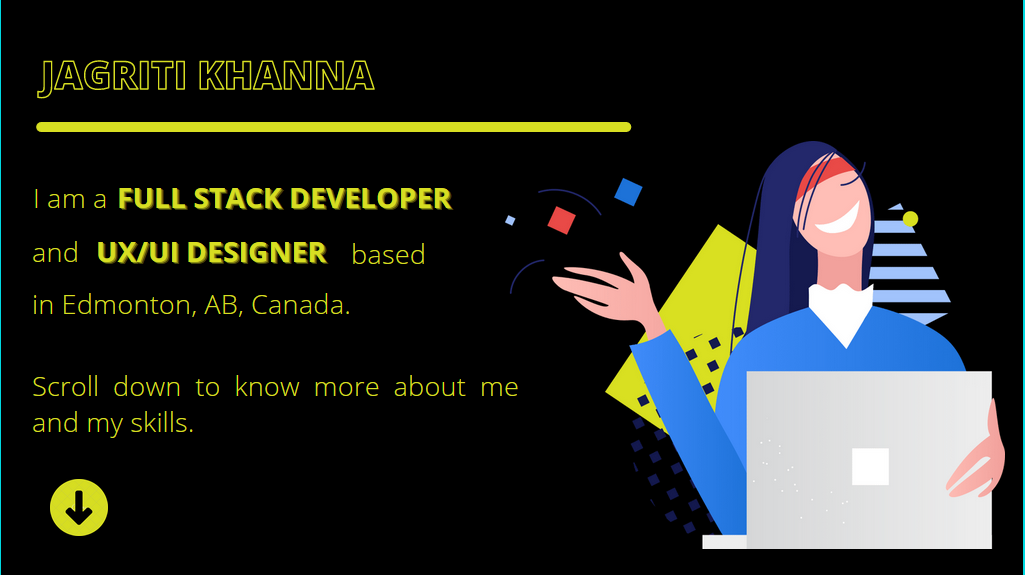 JAGRITI KHANNA
I am a FULL STACK DEVELOPER
and UX/UI DESIGNER based
in Edmonton, AB, Canada.
Scroll down to know more about me
and my skills.